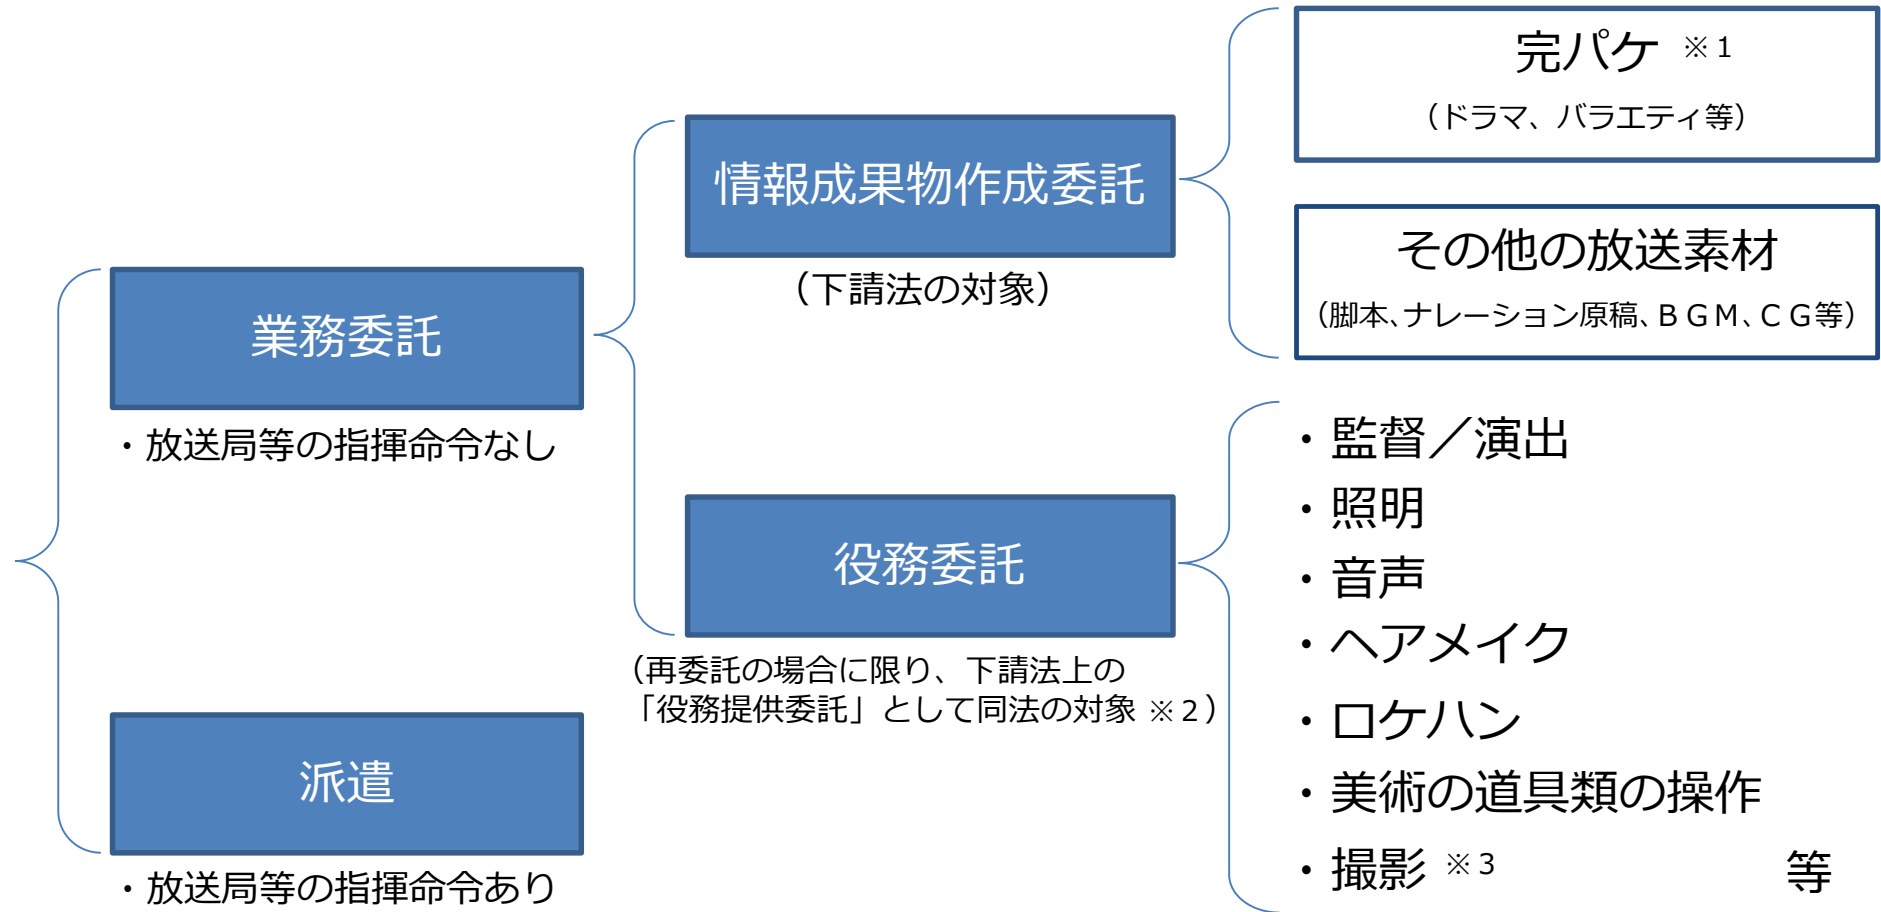 業務委託
・放送局等の指揮命令なし
派遣
・放送局等の指揮命令あり
情報成果物作成委託
（下請法の対象）
役務委託
（再委託の場合に限り、下請法上の
「役務提供委託」として同法の対象 ※２）
完パケ ※１
（ドラマ、バラエティ等）
その他の放送素材
（脚本、ナレーション原稿、ＢＧＭ、ＣＧ等）
・監督／演出
・照明
・音声
・ヘアメイク
・ロケハン
・美術の道具類の操作
・撮影 ※３ 等